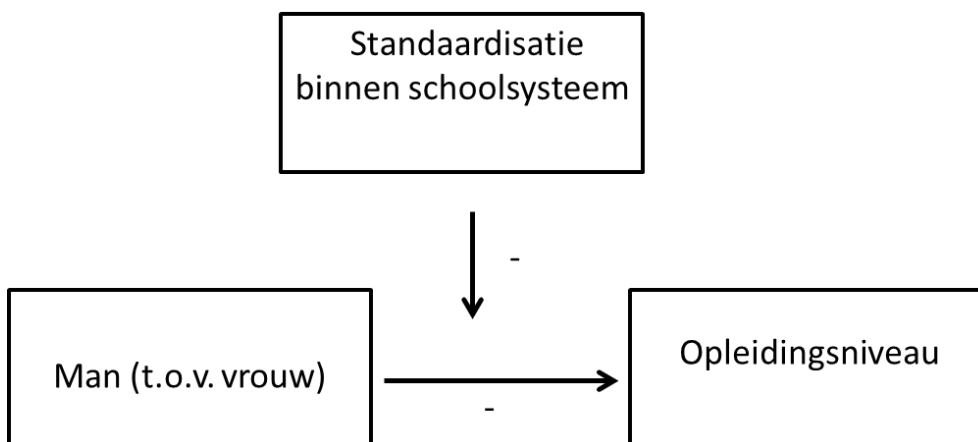 Standaardisatie
binnen schoolsysteem
-
Man (t.o.v. vrouw)
-
Opleidingsniveau